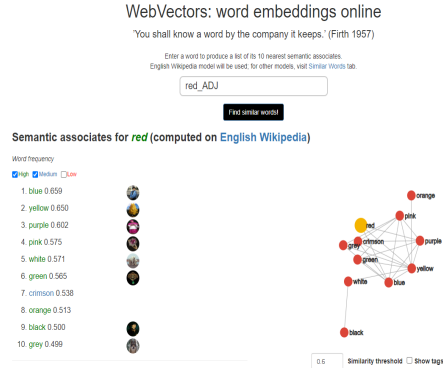 WebVectors: word embeddings online
'You shall know a word by the company it keeps.' (Firth 1957)
Enter a word to produce a list of its 10 nearest semantic associates.
English Wikipedia model will be used; for other models, visit Similar Words tab.
red_ADJ
Find similar words!
Semantic associates for red (computed on English Wikipedia)
Word frequency
High Medium Low
1. blue 0.659
2. yellow 0.650
3. purple 0.602
4. pink 0.575
5. white 0.571
6. green 0.565
7. crimson 0.538
8. orange 0.513
9. black 0.500
10. grey 0.499
orange
pink
red
crimson
purple
grey
green
yellow
white
blue
black
0.6 Similarity threshold Show tags